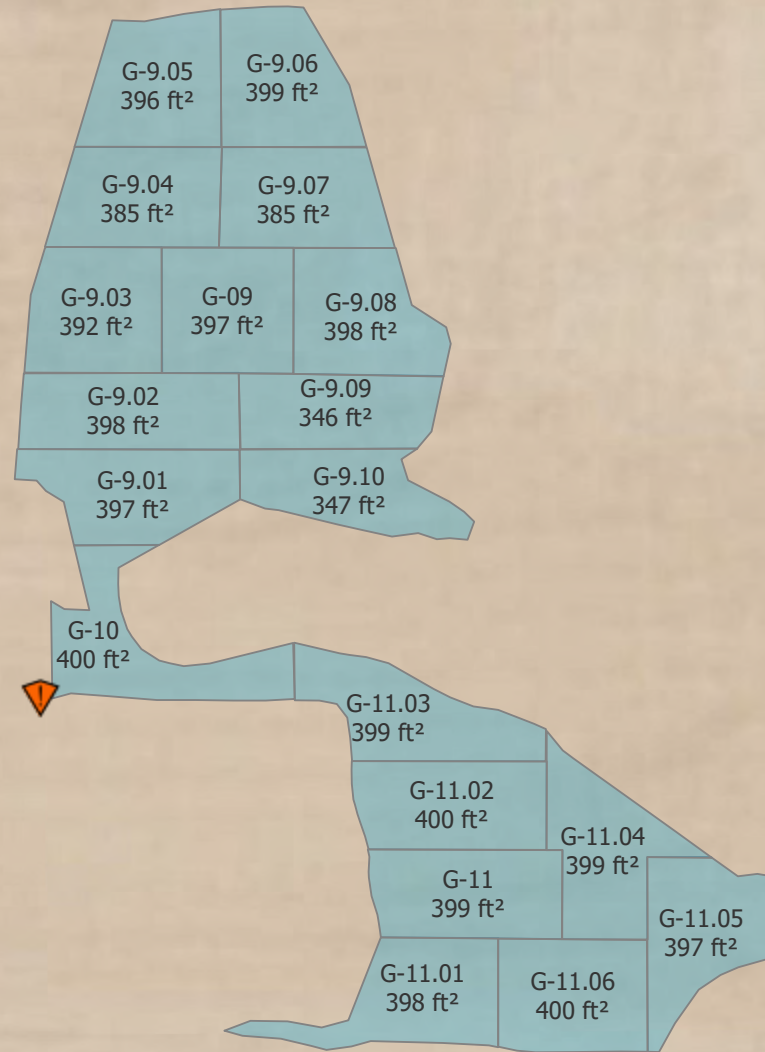 G-9.05
396 ft²
G-9.06
399 ft²
G-9.04
385 ft²
G-9.07
385 ft²
G-9.03
392 ft²
G-09
397 ft²
G-9.08
398 ft²
G-9.02
398 ft²
G-9.09
346 ft²
G-9.01
397 ft²
G-9.10
347 ft²
G-10
400 ft²
G-11.03
399 ft²
G-11.02
400 ft²
G-11.04
399 ft²
G-11
399 ft²
G-11.05
397 ft²
G-11.01
398 ft²
G-11.06
400 ft²